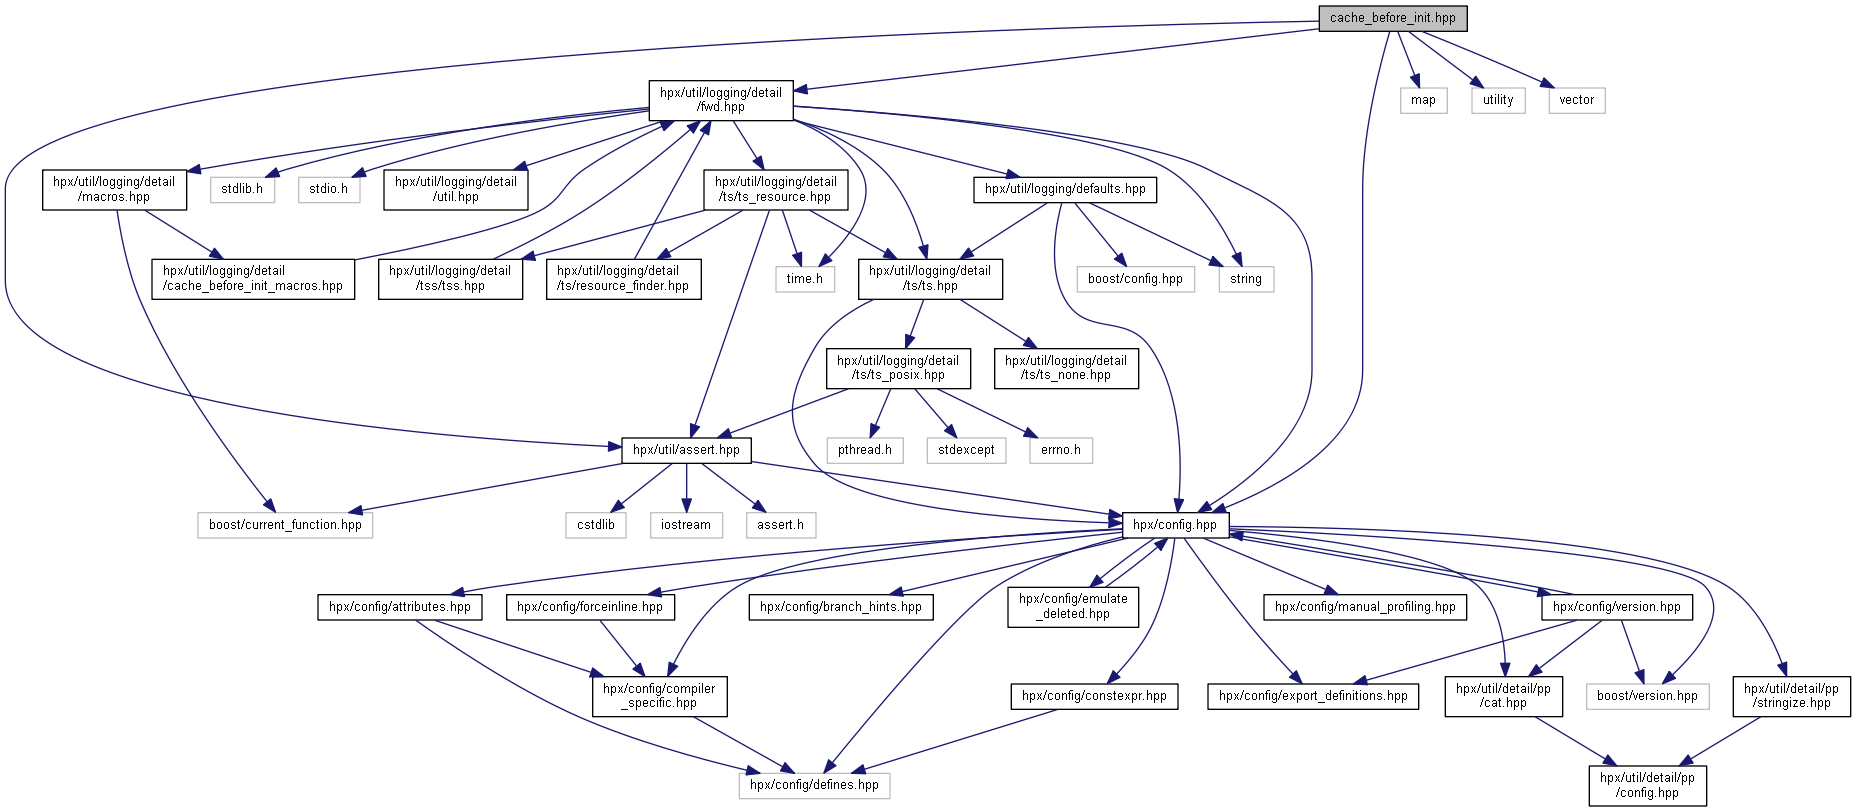 cache_before_init.hpp
hpx/util/logging/detail
/fwd.hpp
map
utility
vector
hpx/util/logging/detail
/macros.hpp
stdlib.h
stdio.h
hpx/util/logging/detail
/util.hpp
hpx/util/logging/detail
/ts/ts_resource.hpp
hpx/util/logging/defaults.hpp
hpx/util/logging/detail
/cache_before_init_macros.hpp
hpx/util/logging/detail
/tss/tss.hpp
hpx/util/logging/detail
/ts/resource_finder.hpp
time.h
hpx/util/logging/detail
/ts/ts.hpp
boost/config.hpp
string
hpx/util/logging/detail
/ts/ts_posix.hpp
hpx/util/logging/detail
/ts/ts_none.hpp
hpx/util/assert.hpp
pthread.h
stdexcept
errno.h
boost/current_function.hpp
cstdlib
iostream
assert.h
hpx/config.hpp
hpx/config/attributes.hpp
hpx/config/forceinline.hpp
hpx/config/branch_hints.hpp
hpx/config/emulate
_deleted.hpp
hpx/config/manual_profiling.hpp
hpx/config/version.hpp
hpx/config/compiler
_specific.hpp
hpx/config/constexpr.hpp
hpx/config/export_definitions.hpp
hpx/util/detail/pp
/cat.hpp
boost/version.hpp
hpx/util/detail/pp
/stringize.hpp
hpx/config/defines.hpp
hpx/util/detail/pp
/config.hpp